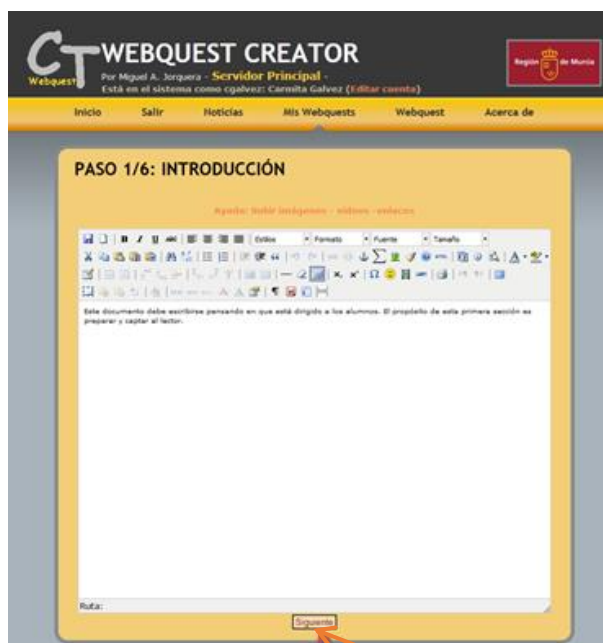 CT WEBQUEST CREATOR
Webquest
Por Miguel A. Jorquera - Servidor Principal -
Está en el sistema como cgalvez: Carmita Galvez (Editar cuenta)
Región de Murcia
Inicio Salir Noticias Mis Webquests Webquest Acerca de
PASO 1/6: INTRODUCCIÓN
Ayuda: Subir imágenes - videos - enlaces
Estilos Formato Fuente Tamaño
Este documento debe escribirse pensando en que está dirigido a los alumnos. El propósito de esta primera sección es
preparar y captar al lector.
Ruta:
Siguiente